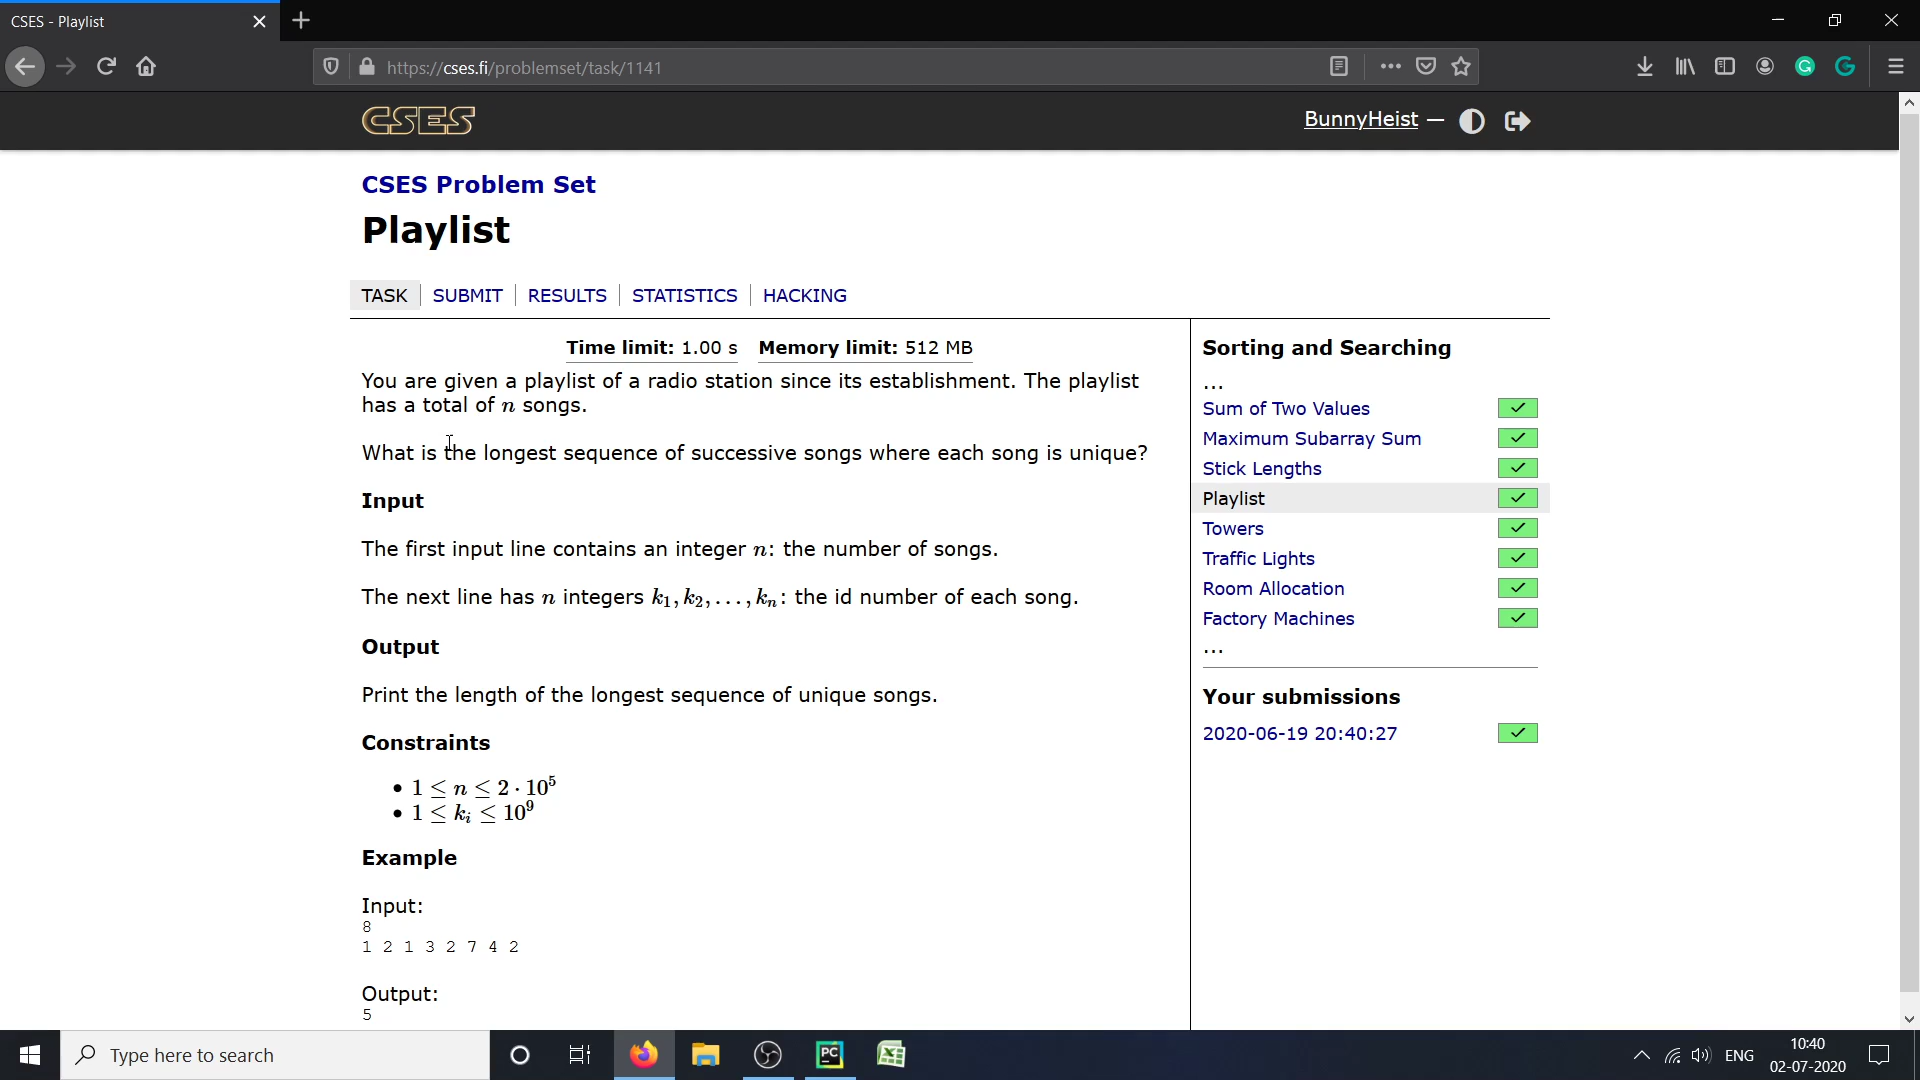 CSES - Playlist
https://cses.fi/problemset/task/1141
CSES
BunnyHeist —
CSES Problem Set
Playlist
TASK SUBMIT RESULTS STATISTICS HACKING
Time limit: 1.00 s Memory limit: 512 MB
You are given a playlist of a radio station since its establishment. The playlist
has a total of n songs.
What is the longest sequence of successive songs where each song is unique?
Input
The first input line contains an integer n: the number of songs.
The next line has n integers k₁, k₂, . . . , kₙ: the id number of each song.
Output
Print the length of the longest sequence of unique songs.
Constraints
• 1 ≤ n ≤ 2 · 10⁵
• 1 ≤ kᵢ ≤ 10⁹
Example
Input:
8
1 2 1 3 2 7 4 2
Output:
5
Sorting and Searching
...
Sum of Two Values
Maximum Subarray Sum
Stick Lengths
Playlist
Towers
Traffic Lights
Room Allocation
Factory Machines
...
Your submissions
2020-06-19 20:40:27
Type here to search
PC
ENG
10:40
02-07-2020